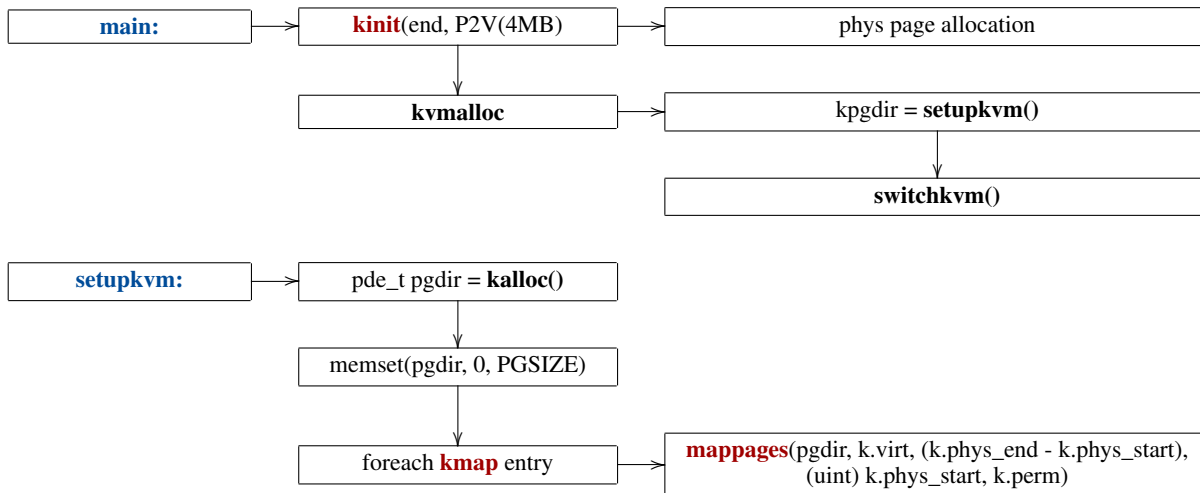 main:
kinit(end, P2V(4MB)
phys page allocation
kvmalloc
kpgdir = setupkvm()
switchkvm()
setupkvm:
pde_t pgdir = kalloc()
memset(pgdir, 0, PGSIZE)
foreach kmap entry
mappages(pgdir, k.virt, (k.phys_end - k.phys_start),
(uint) k.phys_start, k.perm)